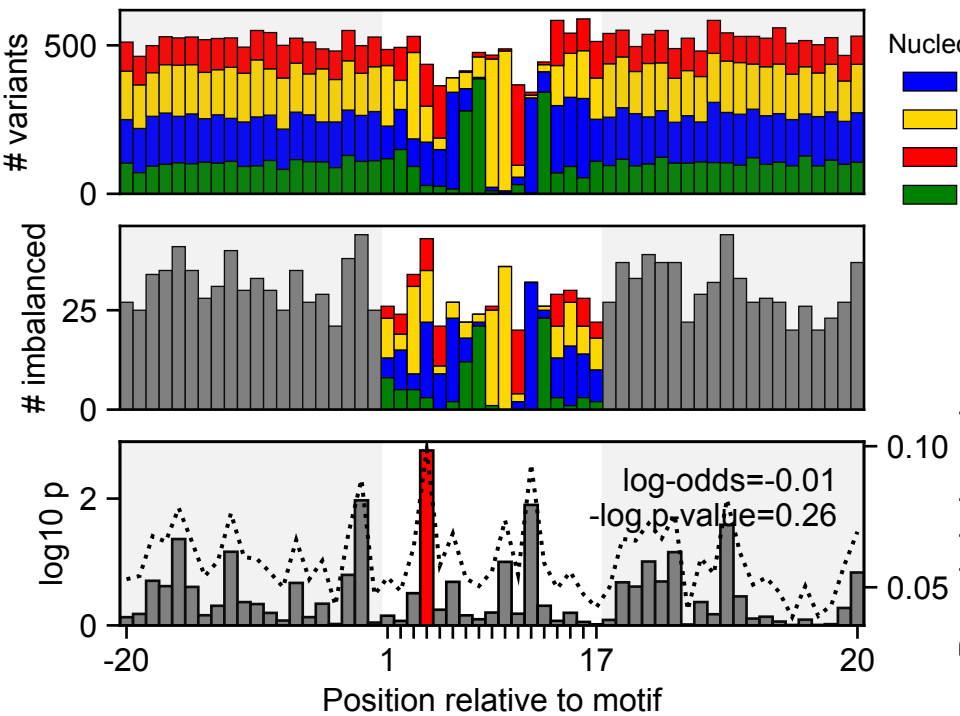 # variants
500
0
Nucleo
# imbalanced
25
0
log10 p
2
0
log-odds=-0.01
-log p-value=0.26
0.10
0.05
-20
1
17
20
Position relative to motif